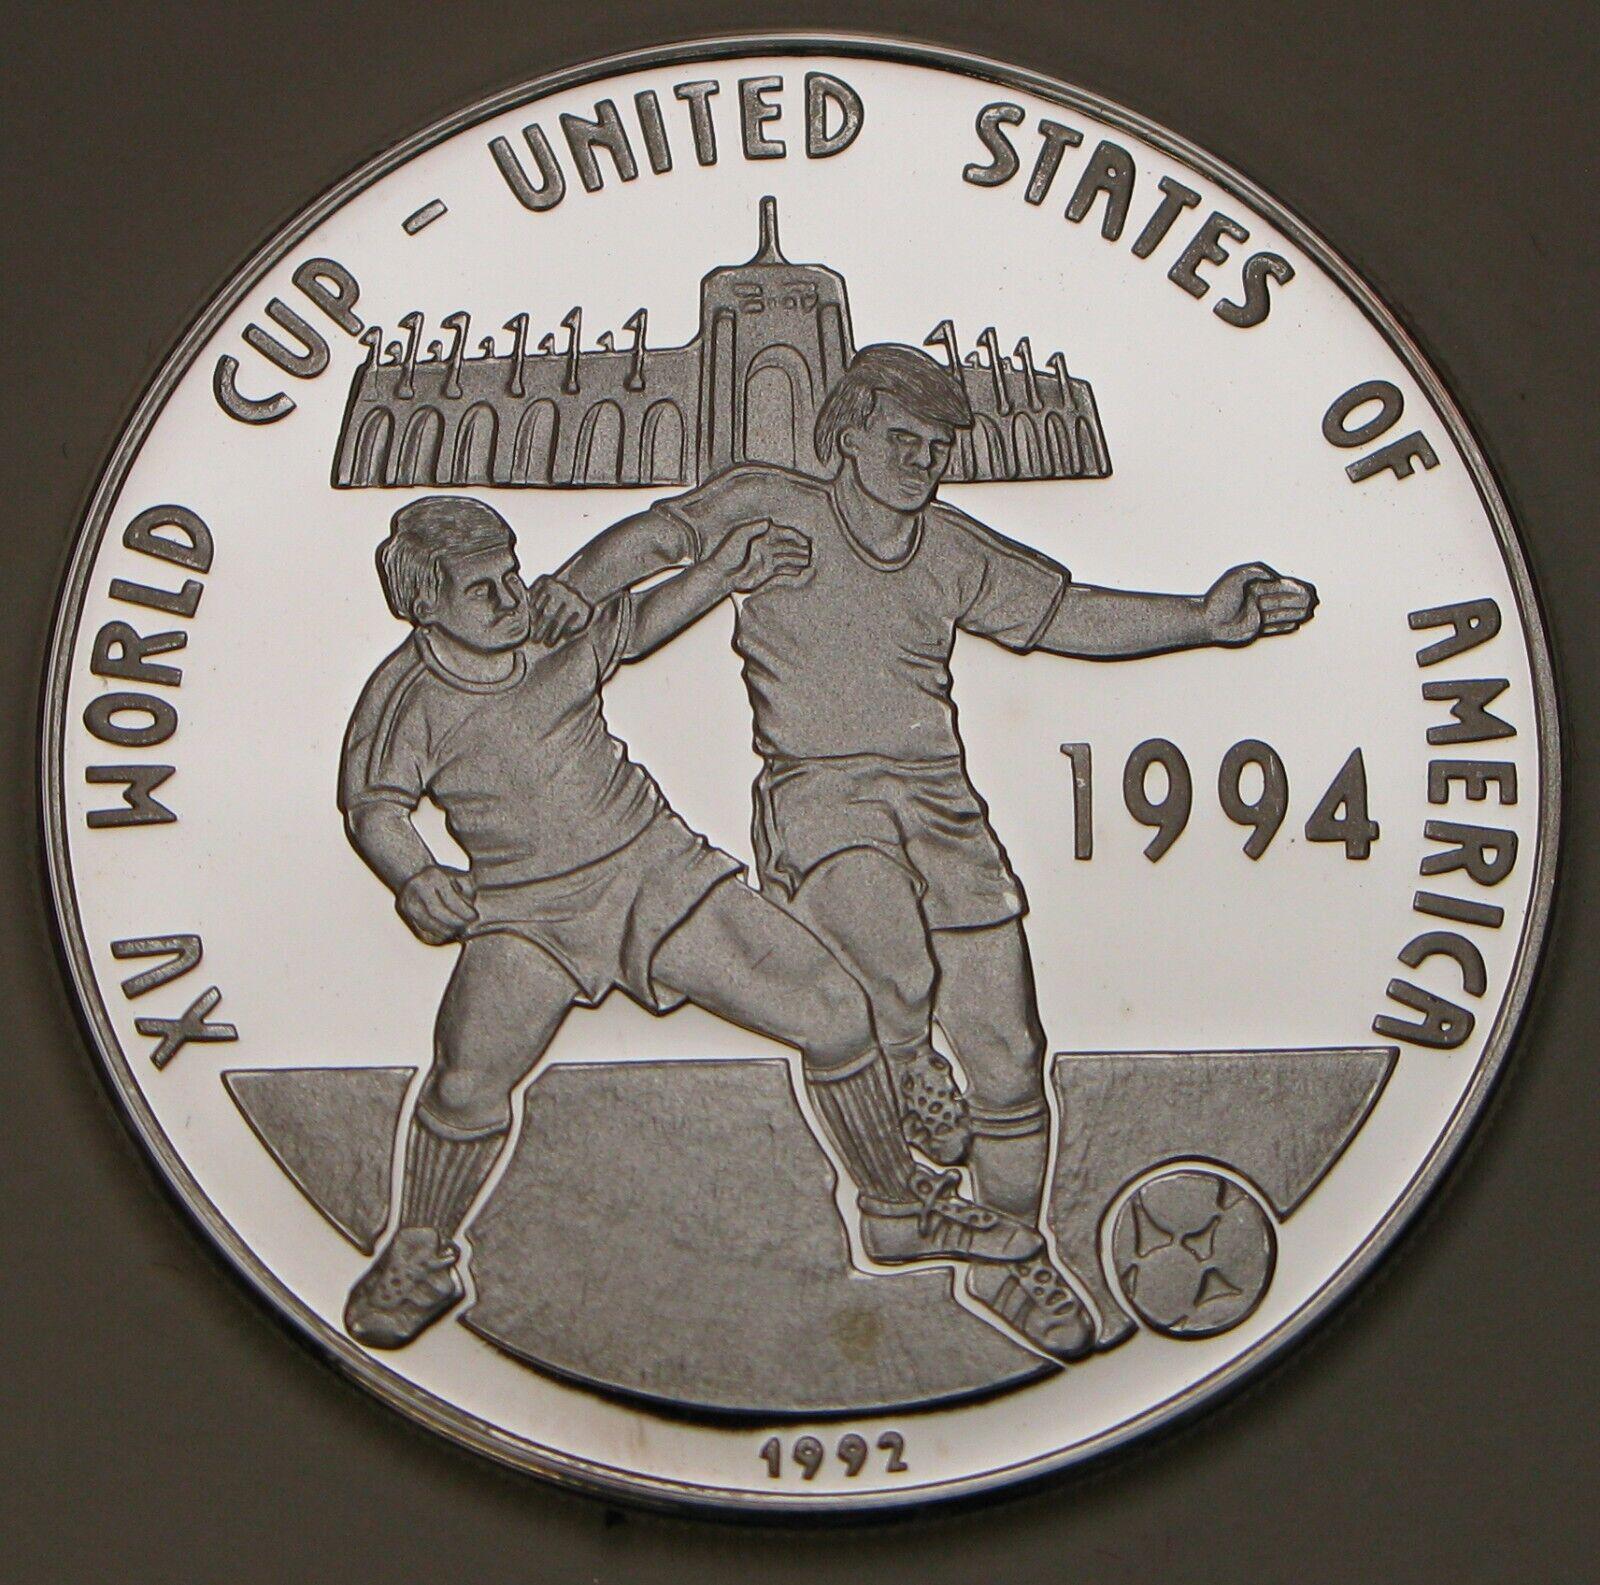 XV WORLD CUP - UNITED STATES OF AMERICA
1994
1992